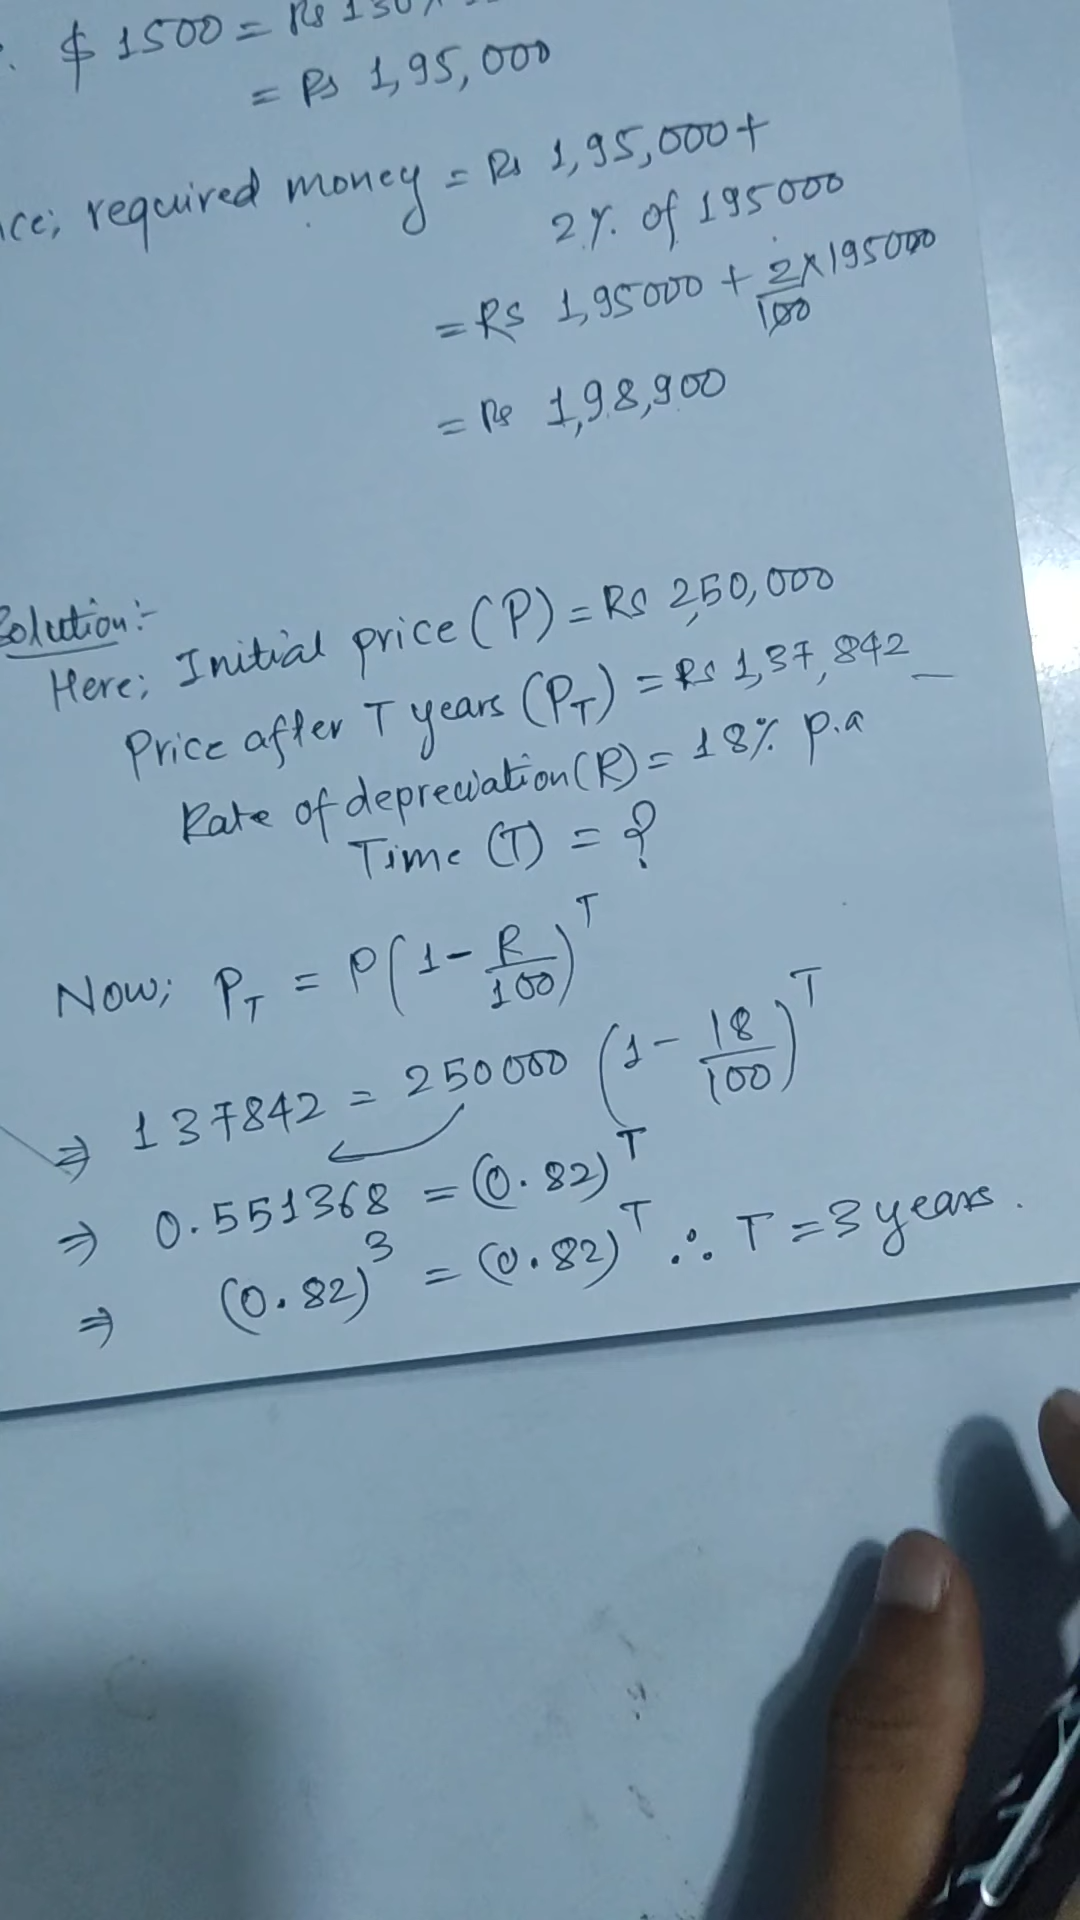 $ 1500 = Rs 130
= Rs 1,95,000
required money = Rs 1,95,000 +
2% of 195000
= RS 1,95000 + 2/100 × 195000
= Rs 1,98,900
Solution:-
Here; Initial price (P) = RS 2,50,000
Price after T years (P_T) = Rs 1,37,842
Rate of depreciation (R) = 18% p.a
Time (T) = ?
Now; P_T = P(1 - R/100)^T
⇒ 137842 = 250000 (1 - 18/100)^T
⇒ 0.551368 = (0.82)^T
⇒ (0.82)^3 = (0.82)^T ∴ T = 3 years.